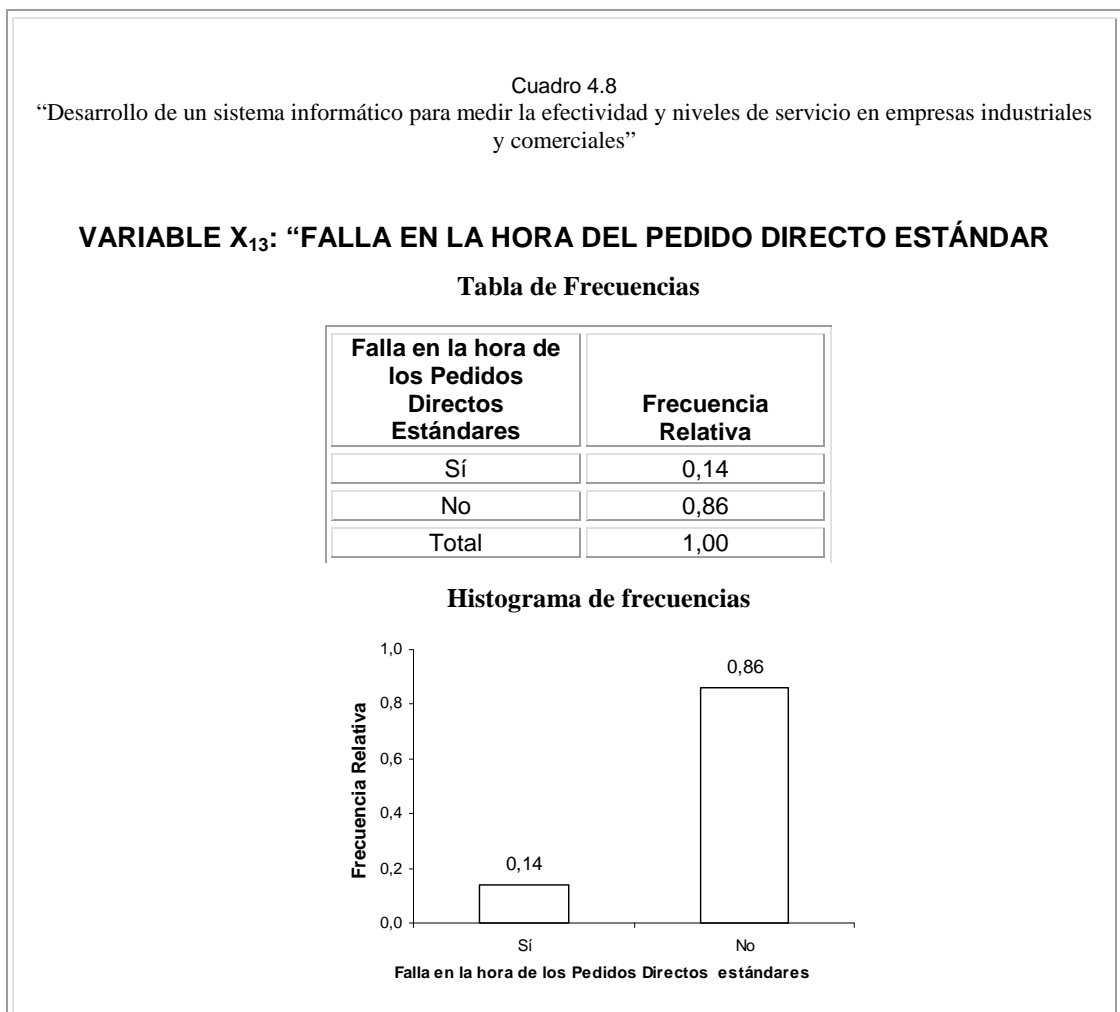 Cuadro 4.8
“Desarrollo de un sistema informático para medir la efectividad y niveles de servicio en empresas industriales
y comerciales”
VARIABLE X13: “FALLA EN LA HORA DEL PEDIDO DIRECTO ESTÁNDAR
Tabla de Frecuencias
Falla en la hora de
los Pedidos
Directos
Estándares
Frecuencia
Relativa
Sí 0,14
No 0,86
Total 1,00
Histograma de frecuencias
1,0
0,8
0,6
0,4
0,2
0,0
Frecuencia Relativa
0,14
0,86
Sí No
Falla en la hora de los Pedidos Directos estándares